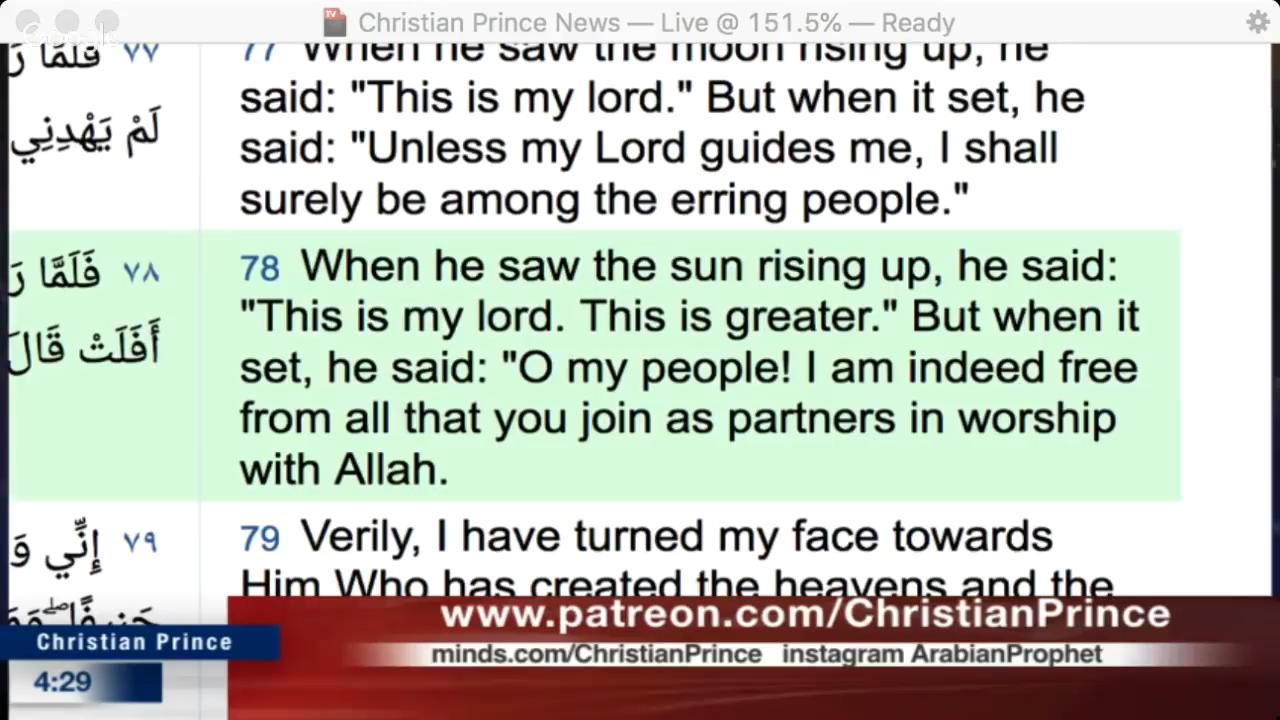 Christian Prince News — Live @ 151.5% — Ready
Google
77 When he saw the moon rising up, he
said: "This is my lord." But when it set, he
said: "Unless my Lord guides me, I shall
surely be among the erring people."
٧٧ فَلَمَّا رَ
لَمْ يَهْدِنِي
78 When he saw the sun rising up, he said:
"This is my lord. This is greater." But when it
set, he said: "O my people! I am indeed free
from all that you join as partners in worship
with Allah.
٧٨ فَلَمَّا رَ
أَفَلَتْ قَالَ
79 Verily, I have turned my face towards
Him Who has created the heavens and the
٧٩ إِنِّي وَ
www.patreon.com/ChristianPrince
Christian Prince
minds.com/ChristianPrince instagram ArabianProphet
4:29